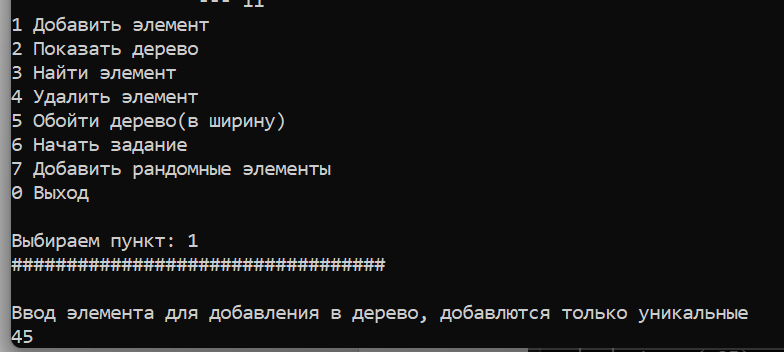 --- 11
1 Добавить элемент
2 Показать дерево
3 Найти элемент
4 Удалить элемент
5 Обойти дерево(в ширину)
6 Начать задание
7 Добавить рандомные элементы
0 Выход
Выбираем пункт: 1
##################################
Ввод элемента для добавления в дерево, добавлются только уникальные
45